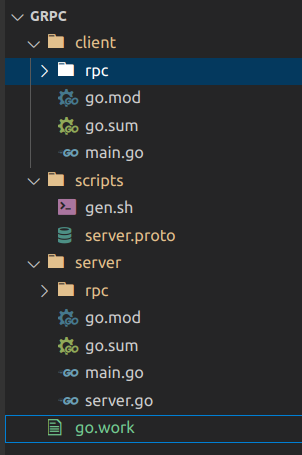 GRPC
client
rpc
go.mod
go.sum
main.go
scripts
gen.sh
server.proto
server
rpc
go.mod
go.sum
main.go
server.go
go.work